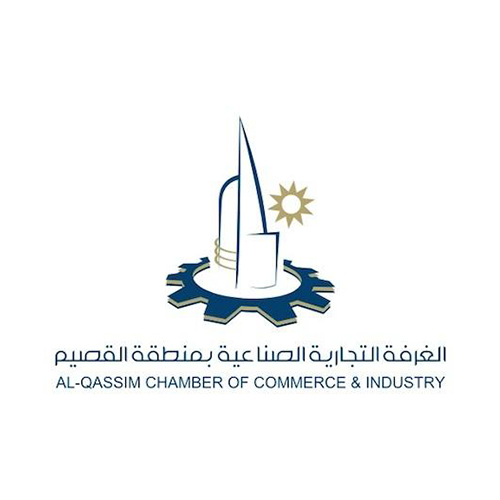 الغرفة التجارية الصناعية بمنطقة القصيم
AL-QASSIM CHAMBER OF COMMERCE & INDUSTRY